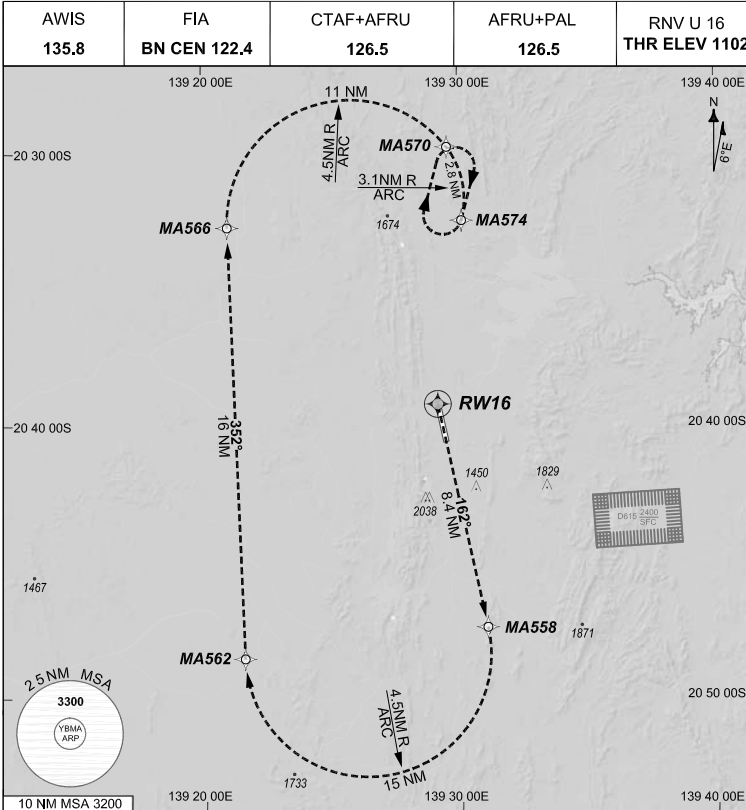 AWIS
135.8
FIA
BN CEN 122.4
CTAF+AFRU
126.5
AFRU+PAL
126.5
RNV U 16
THR ELEV 1102
139 20 00E
139 30 00E
139 40 00E
11 NM
N
6°E
4.5NM R
ARC
MA570
20 30 00S
2.8 NM
3.1NM R
ARC
MA574
1674
MA566
RW16
20 40 00S
20 40 00S
352°
16 NM
1450
1829
2038
162°
8.4 NM
D615 2400
SFC
1467
MA558
1871
MA562
25NM MSA
3300
YBMA
ARP
4.5NM R
ARC
20 50 00S
1733
15 NM
10 NM MSA 3200
139 20 00E
139 30 00E
139 40 00E